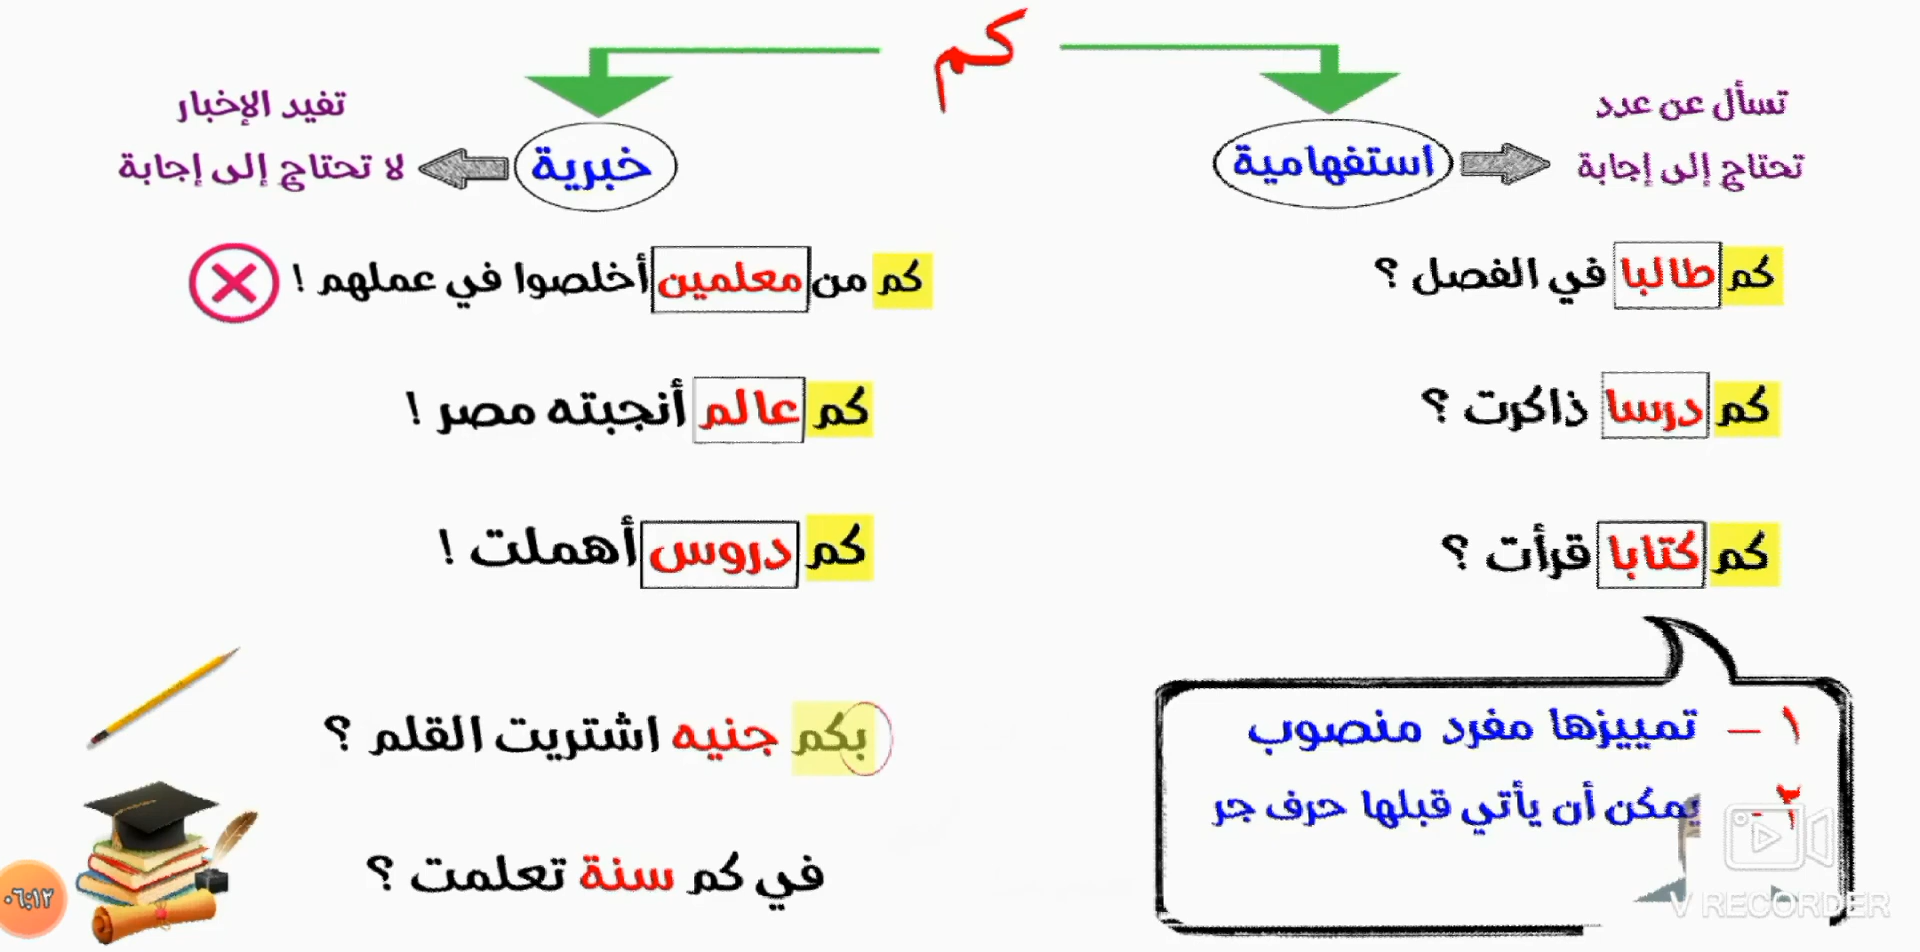 كم
تسأل عن عدد
تحتاج إلى إجابة
استفهامية
كم طالبا في الفصل ؟
كم درسا ذاكرت ؟
كم كتابا قرأت ؟
١ – تمييزها مفرد منصوب
٢ - يمكن أن يأتي قبلها حرف جر
تفيد الإخبار
لا تحتاج إلى إجابة
خبرية
كم من معلمين أخلصوا في عملهم !
كم عالم أنجبته مصر !
كم دروس أهملت !
بكم جنيه اشتريت القلم ؟
في كم سنة تعلمت ؟
٠٦:١٢
V RECORDER